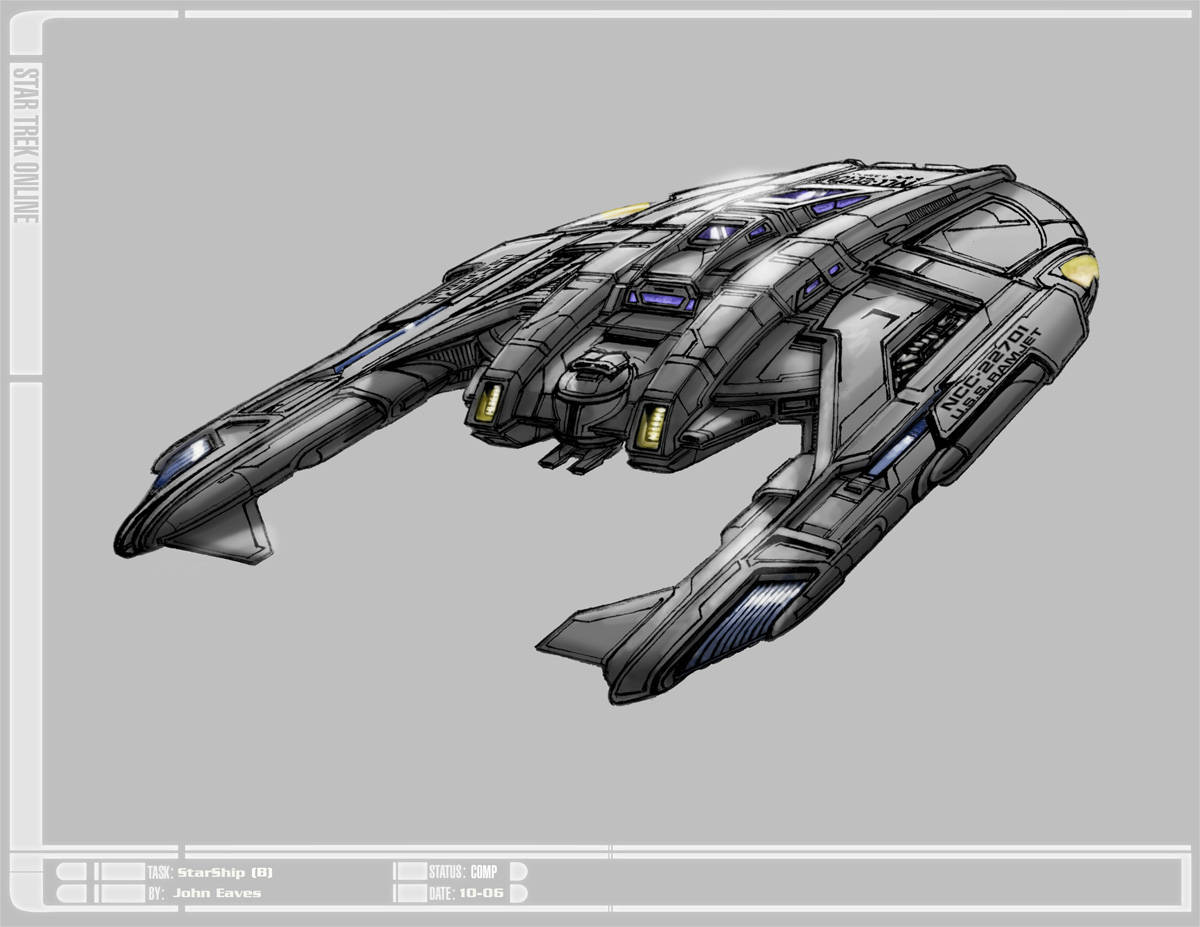 STAR TREK ONLINE
NCC-22701
U.S.S. RAMJET
TASK: StarShip (B)
BY: John Eaves
STATUS: COMP
DATE: 10-06